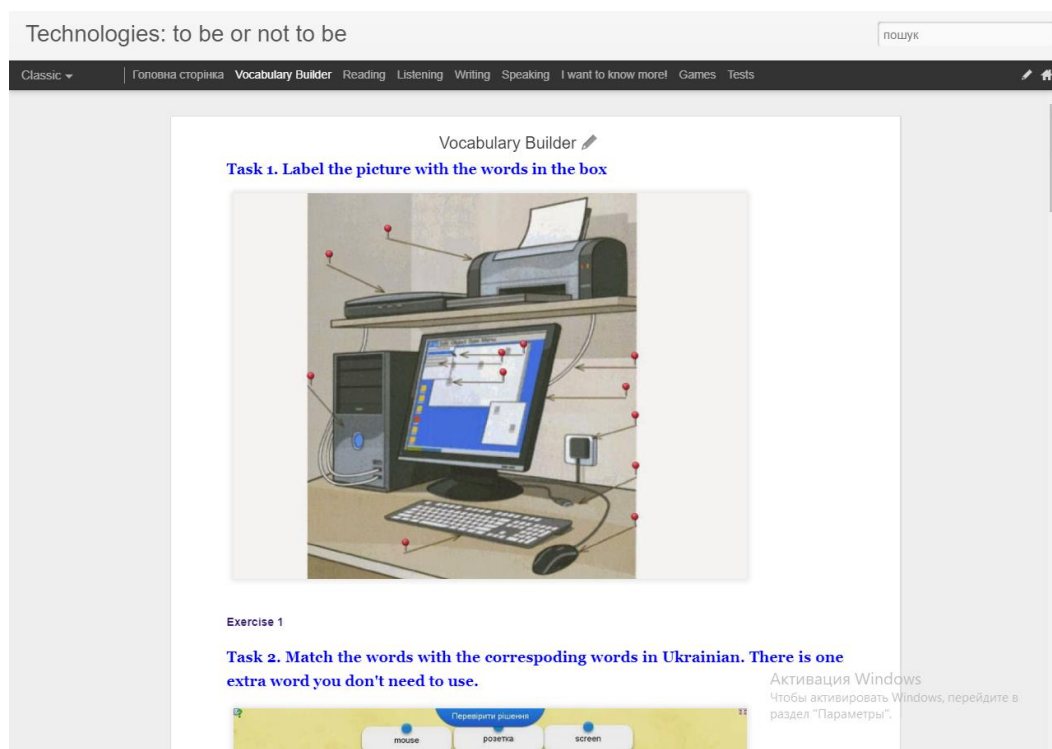 Technologies: to be or not to be
пошук
Classic Головна сторінка Vocabulary Builder Reading Listening Writing Speaking I want to know more! Games Tests
Vocabulary Builder
Task 1. Label the picture with the words in the box
Exercise 1
Task 2. Match the words with the correspoding words in Ukrainian. There is one
extra word you don't need to use.
Активация Windows
Чтобы активировать Windows, перейдите в
раздел "Параметры".
Перевірити рішення
mouse розетка screen